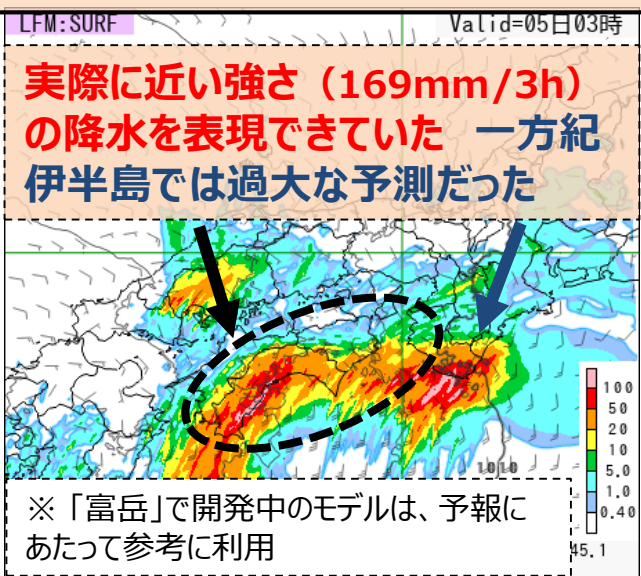 LFM:SURF
Valid=05日03時
実際に近い強さ（169mm/3h）
の降水を表現できていた 一方紀
伊半島では過大な予測だった
100
50
20
10
5.0
1.0
0.40
1010
※「富岳」で開発中のモデルは、予報に
あたって参考に利用
45.1